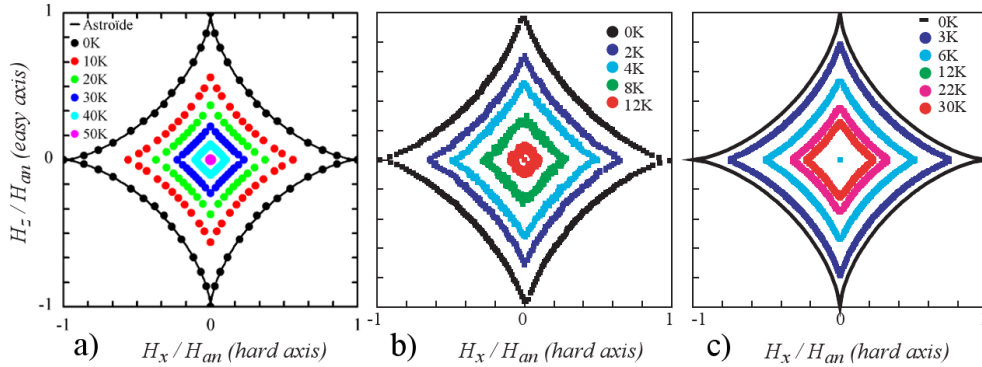 Astroïde
0K
10K
20K
30K
40K
50K
1
0
-1
-1
0
1
H_z / H_an (easy axis)
a)
H_x / H_an (hard axis)
0K
2K
4K
8K
12K
-1
0
1
b)
H_x / H_an (hard axis)
0K
3K
6K
12K
22K
30K
-1
0
1
c)
H_x / H_an (hard axis)